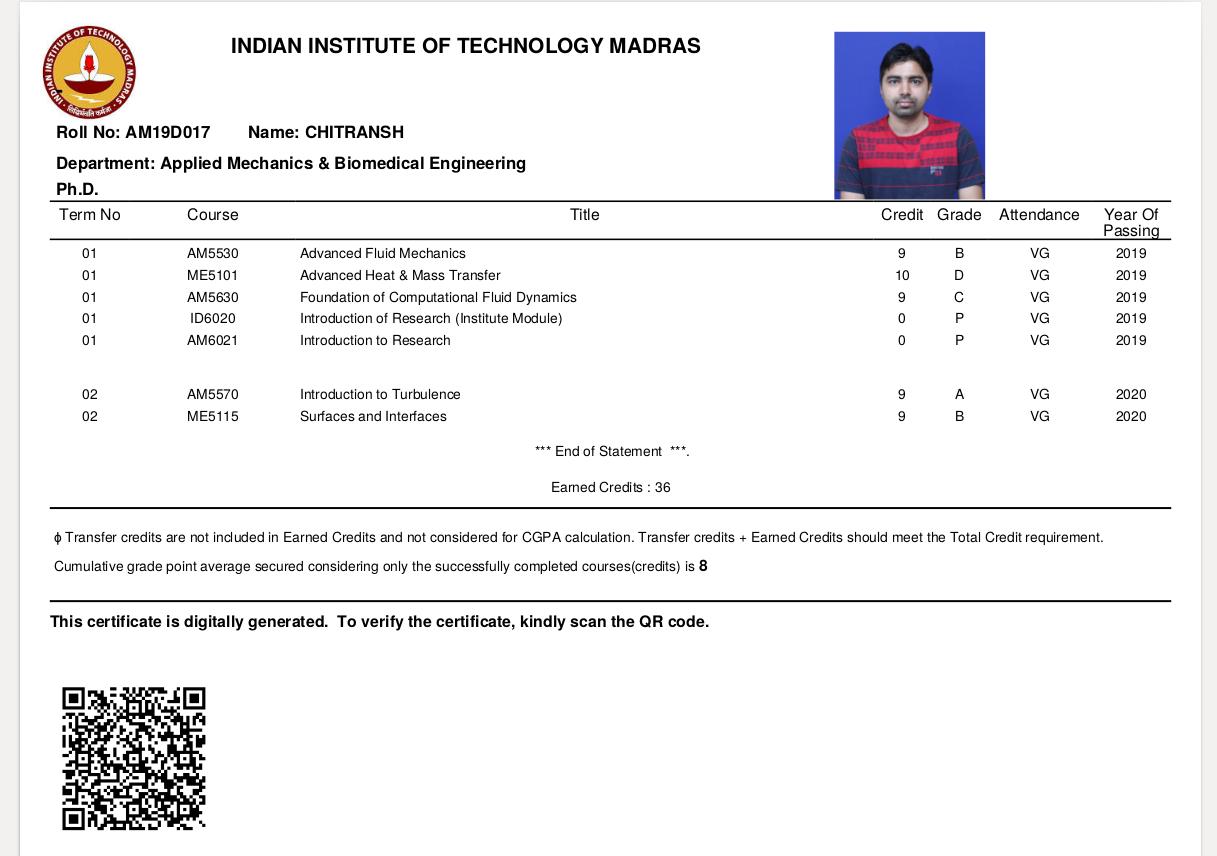 INDIAN INSTITUTE OF TECHNOLOGY MADRAS
INDIAN INSTITUTE OF TECHNOLOGY MADRAS
Roll No: AM19D017 Name: CHITRANSH
Department: Applied Mechanics & Biomedical Engineering
Ph.D.
Term No Course Title Credit Grade Attendance Year Of Passing
01 AM5530 Advanced Fluid Mechanics 9 B VG 2019
01 ME5101 Advanced Heat & Mass Transfer 10 D VG 2019
01 AM5630 Foundation of Computational Fluid Dynamics 9 C VG 2019
01 ID6020 Introduction of Research (Institute Module) 0 P VG 2019
01 AM6021 Introduction to Research 0 P VG 2019
02 AM5570 Introduction to Turbulence 9 A VG 2020
02 ME5115 Surfaces and Interfaces 9 B VG 2020
*** End of Statement ***.
Earned Credits : 36
ϕ Transfer credits are not included in Earned Credits and not considered for CGPA calculation. Transfer credits + Earned Credits should meet the Total Credit requirement.
Cumulative grade point average secured considering only the successfully completed courses(credits) is 8
This certificate is digitally generated. To verify the certificate, kindly scan the QR code.